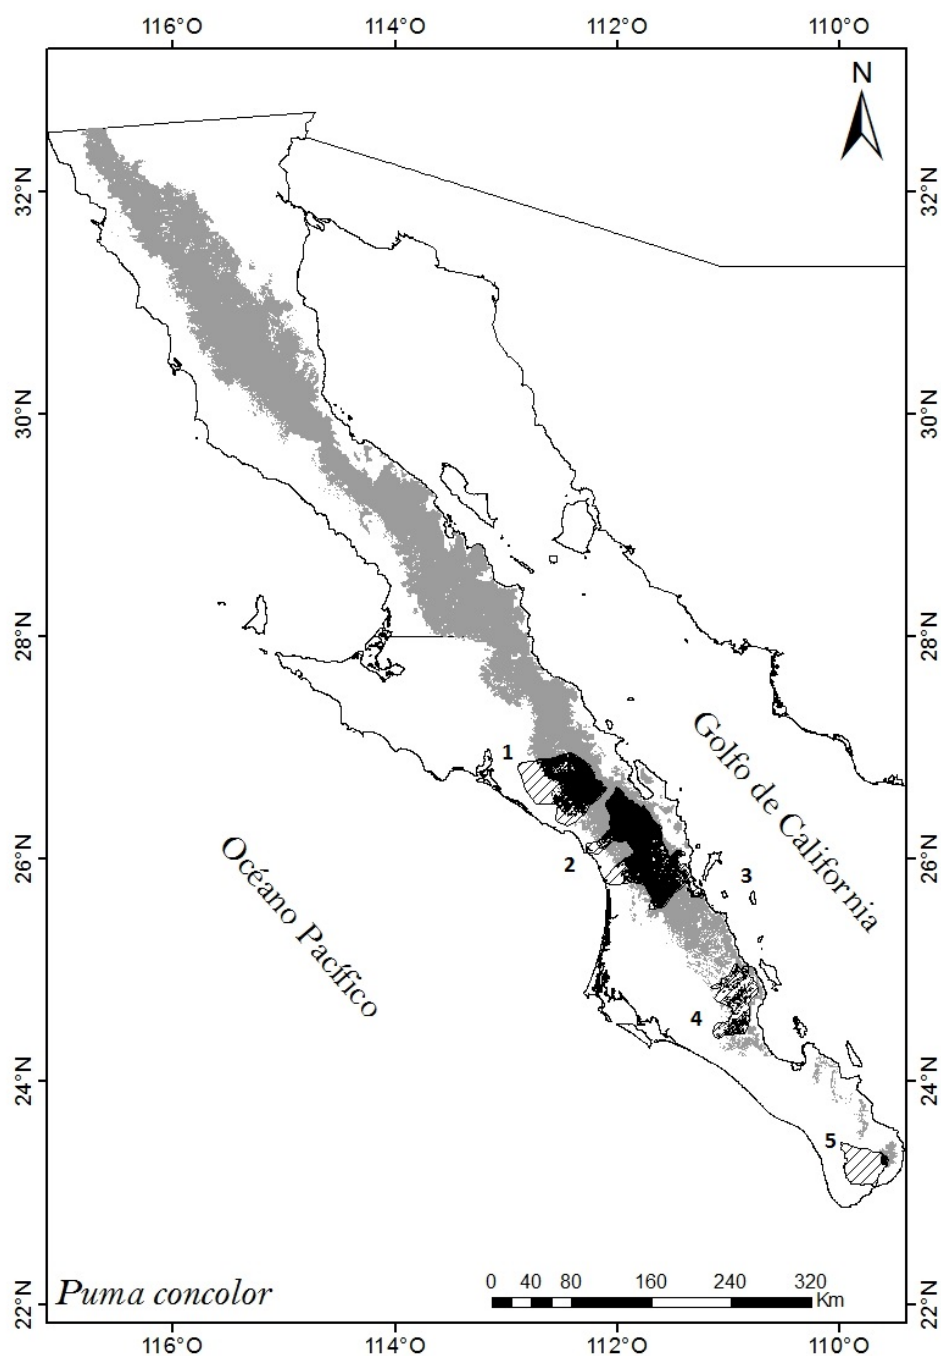 116°O 114°O 112°O 110°O
N
32°N 32°N
30°N 30°N
28°N 28°N
Golfo de California
1
26°N 26°N
2
3
Océano Pacífico
4
24°N 24°N
5
0 40 80 160 240 320
Km
Puma concolor
22°N 22°N
116°O 114°O 112°O 110°O